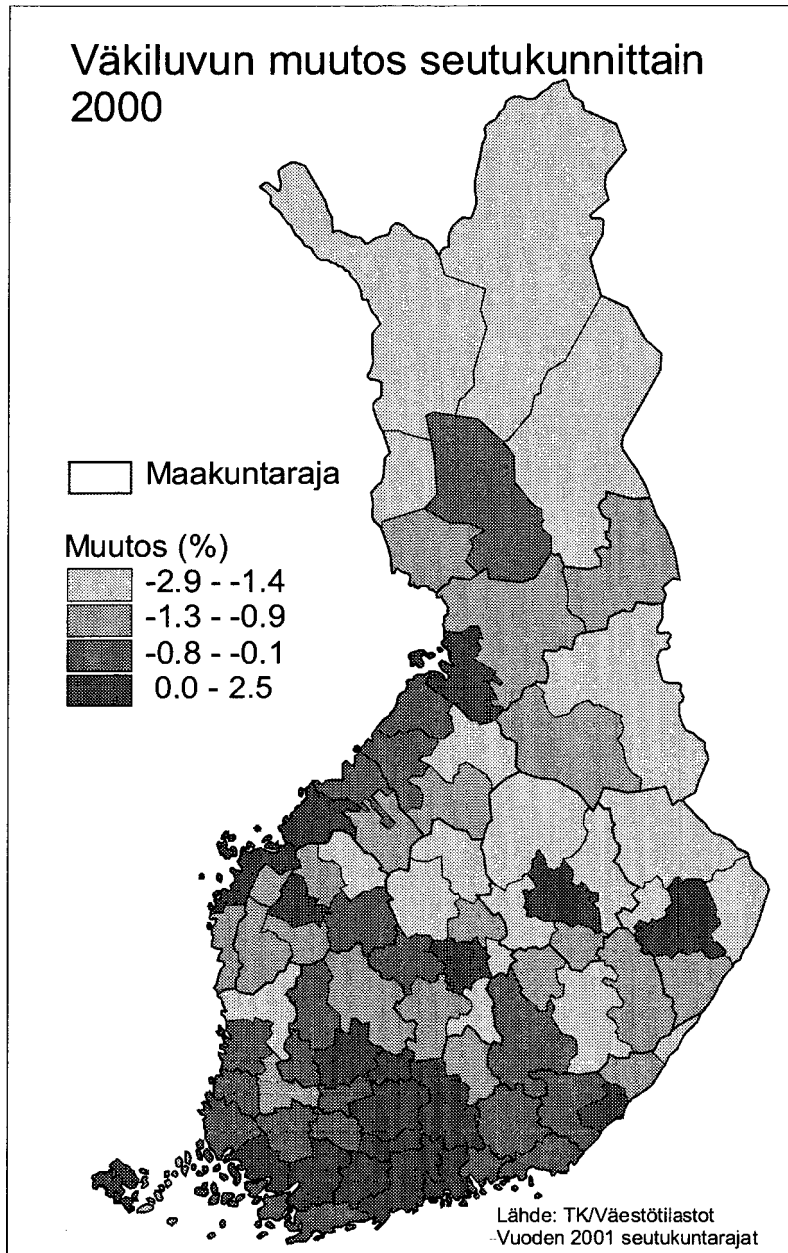 Väkiluvun muutos seutukunnittain
2000
Maakuntaraja
Muutos (%)
-2.9 - -1.4
-1.3 - -0.9
-0.8 - -0.1
0.0 - 2.5
Lähde: TK/Väestötilastot
Vuoden 2001 seutukuntarajat